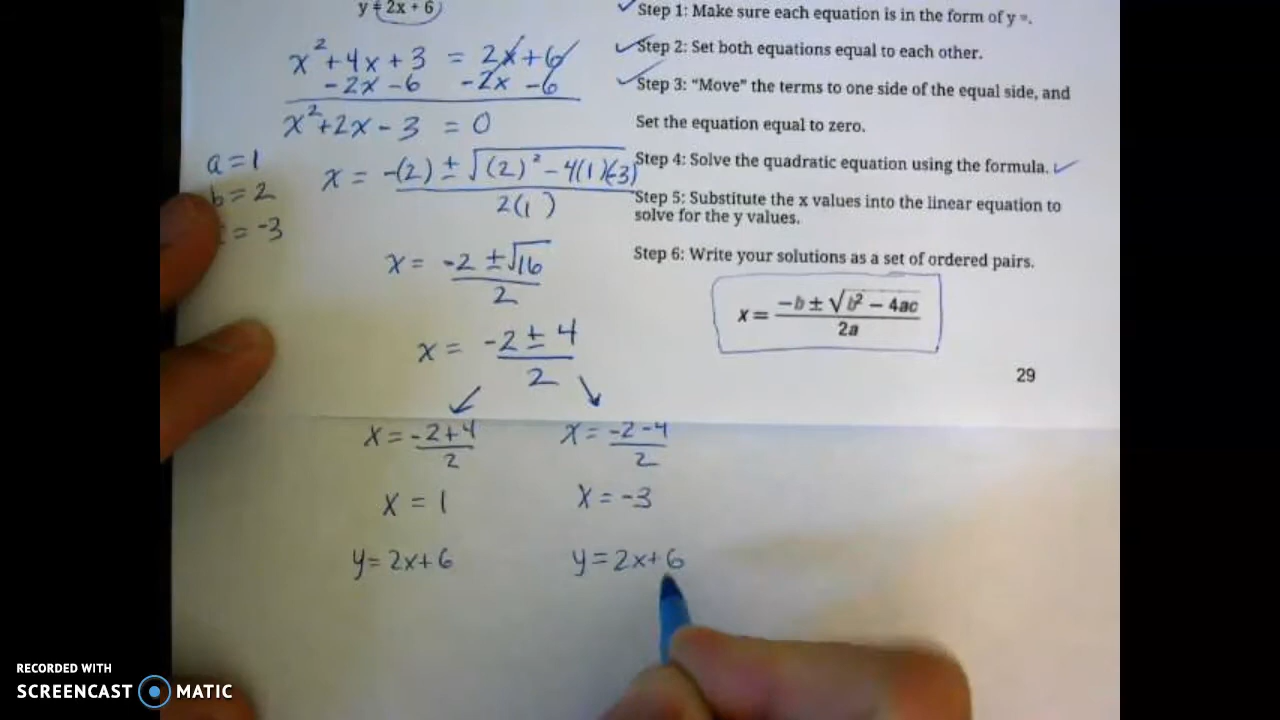 y = 2x + 6
x² + 4x + 3 = 2x + 6
- 2x - 6 - 2x - 6
x² + 2x - 3 = 0
a = 1
b = 2
= -3
x = -(2) ± √(2)² - 4(1)(-3)
2(1)
x = -2 ± √16
2
x = -2 ± 4
2
x = -2+4
2
x = -2-4
2
x = 1
x = -3
y = 2x + 6
y = 2x + 6
Step 1: Make sure each equation is in the form of y =.
Step 2: Set both equations equal to each other.
Step 3: “Move” the terms to one side of the equal side, and
Set the equation equal to zero.
Step 4: Solve the quadratic equation using the formula.
Step 5: Substitute the x values into the linear equation to
solve for the y values.
Step 6: Write your solutions as a set of ordered pairs.
x = -b ± √b² - 4ac
2a
29
RECORDED WITH
SCREENCAST MATIC